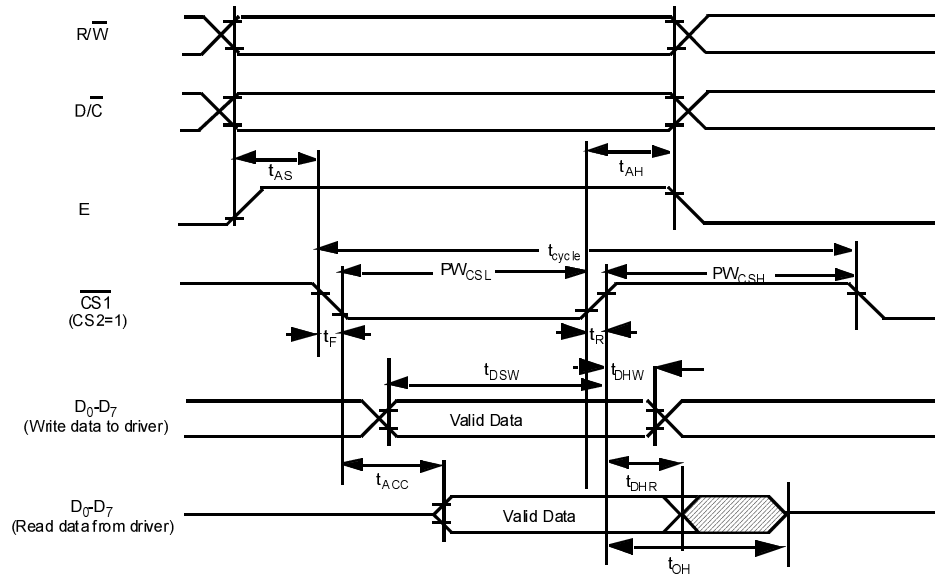 R/W̅
D/C̅
tAS
tAH
E
tcycle
PWCSL
PWCSH
C̅S̅1̅
(CS2=1)
tF
tR
tDSW
tDHW
D0-D7
(Write data to driver)
Valid Data
tACC
tDHR
D0-D7
(Read data from driver)
Valid Data
tOH